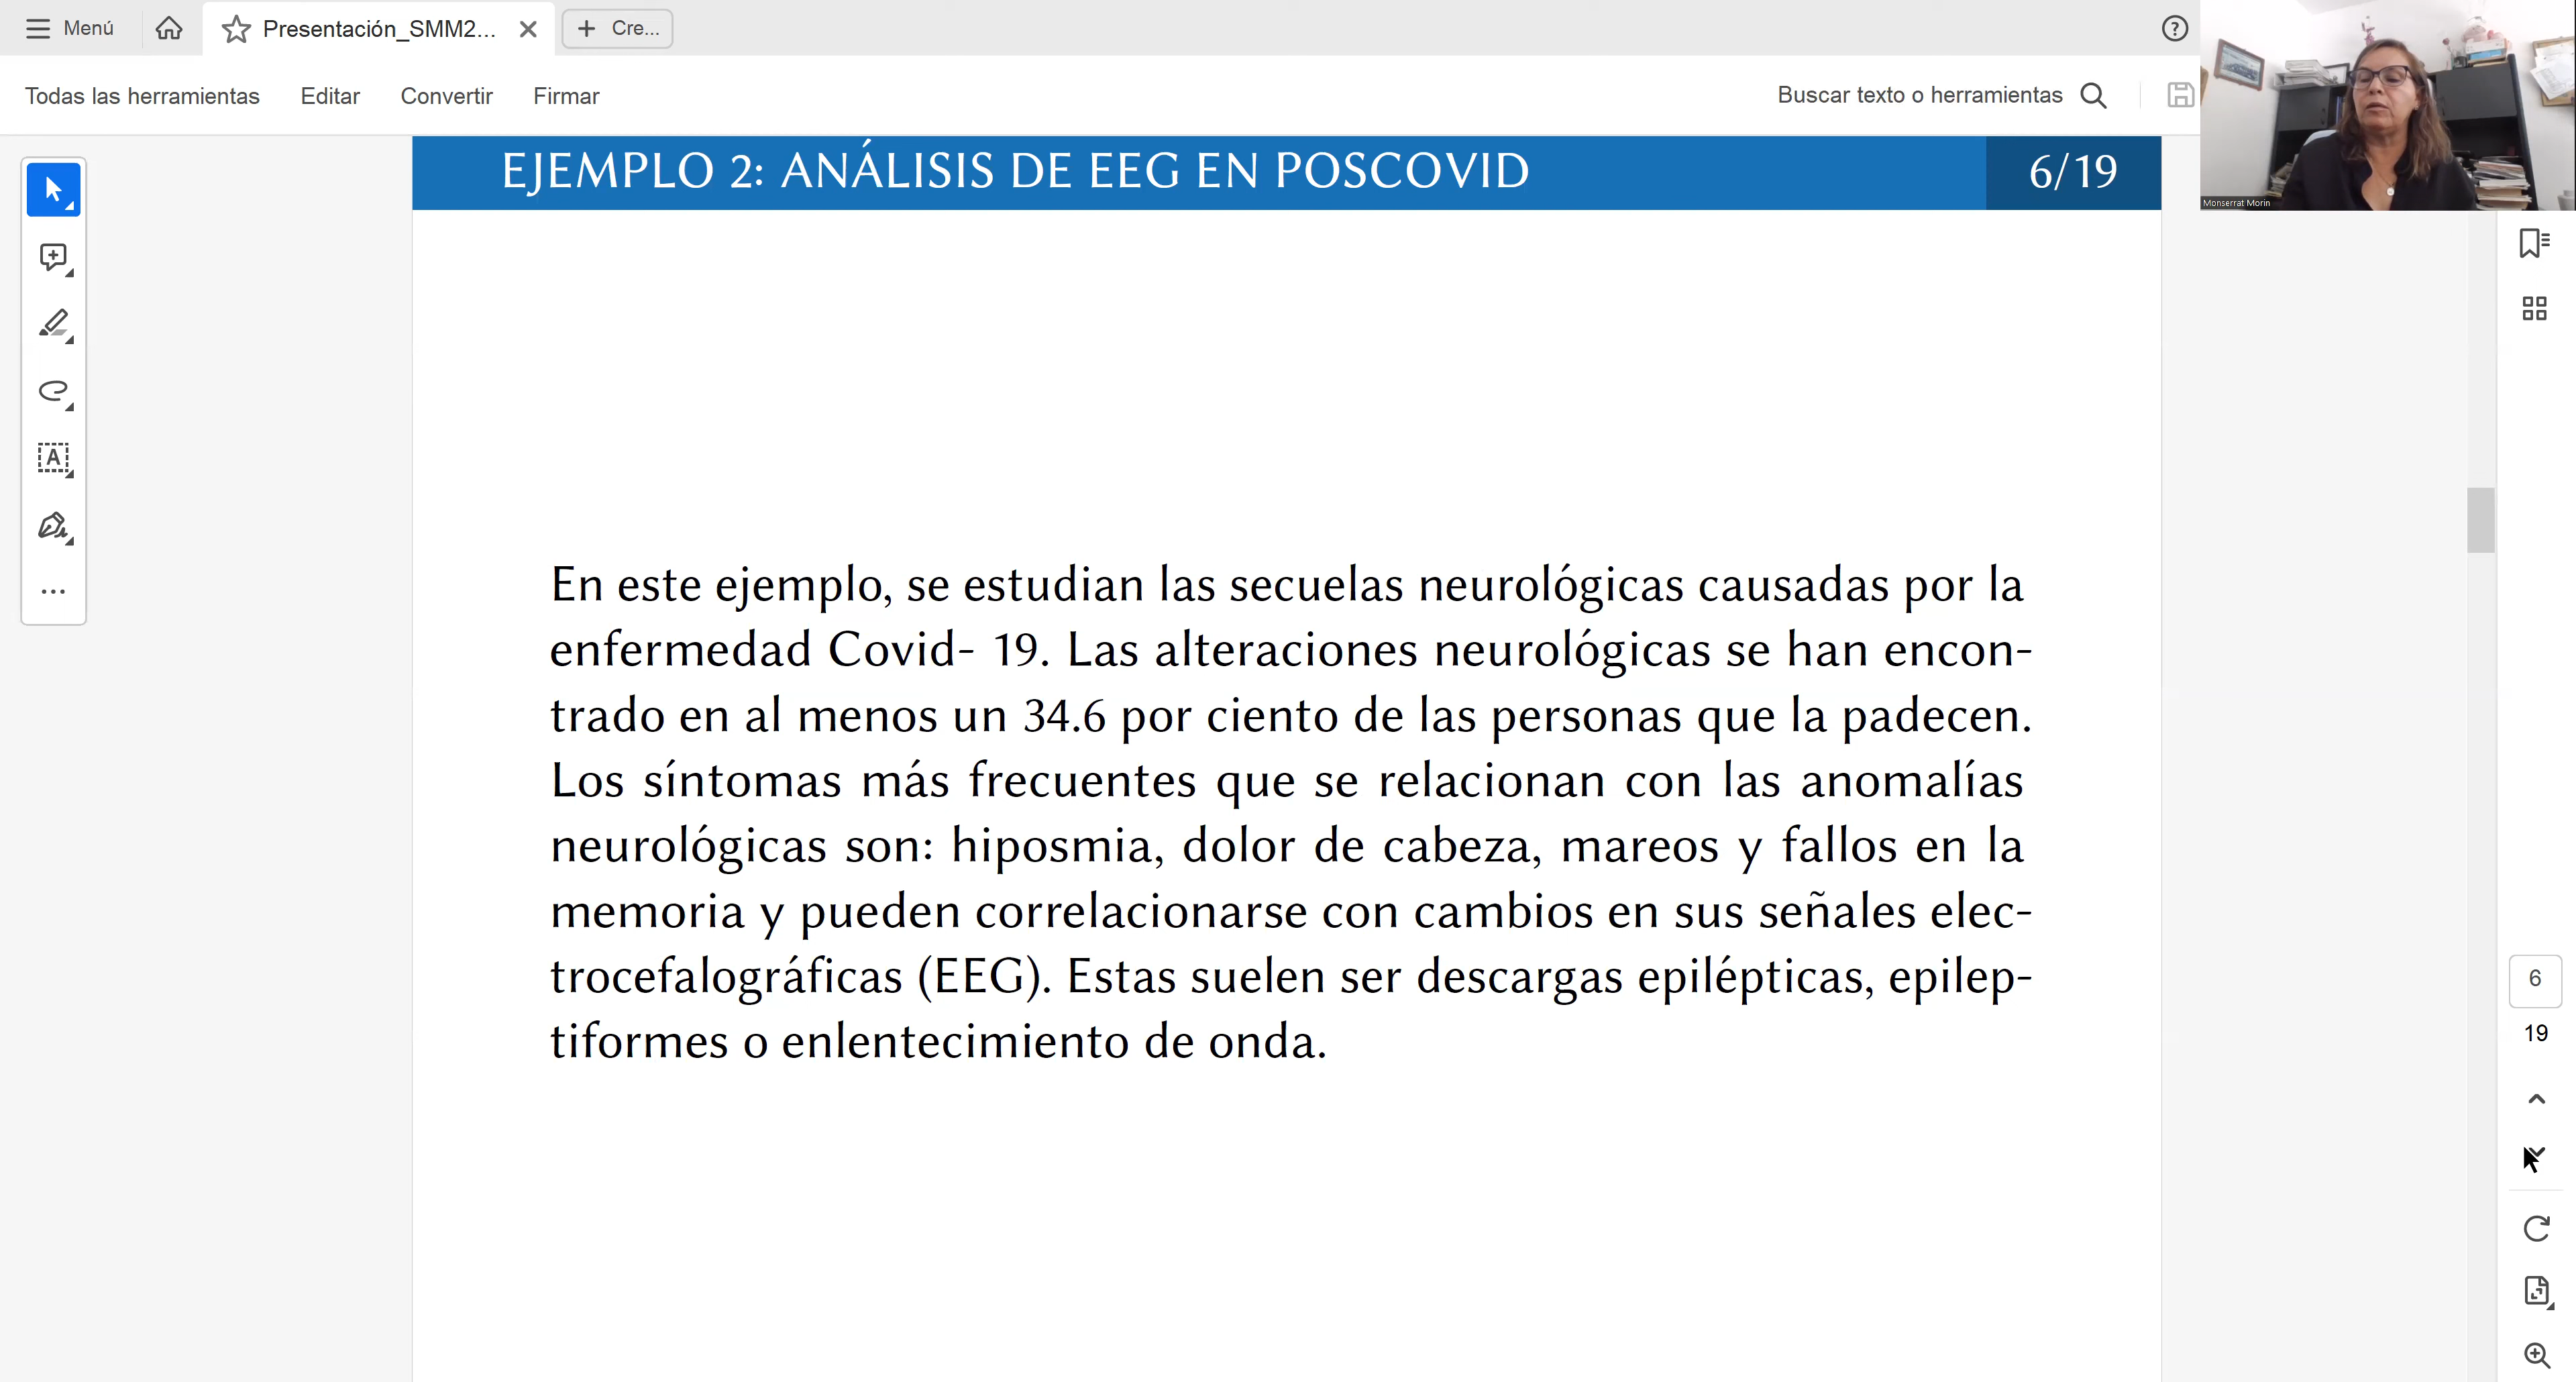 Menú
Presentación_SMM2...
Cre...
Todas las herramientas
Editar
Convertir
Firmar
Buscar texto o herramientas
Monserrat Morin
EJEMPLO 2: ANÁLISIS DE EEG EN POSCOVID
6/19
En este ejemplo, se estudian las secuelas neurológicas causadas por la
enfermedad Covid- 19. Las alteraciones neurológicas se han encon-
trado en al menos un 34.6 por ciento de las personas que la padecen.
Los síntomas más frecuentes que se relacionan con las anomalías
neurológicas son: hiposmia, dolor de cabeza, mareos y fallos en la
memoria y pueden correlacionarse con cambios en sus señales elec-
trocefalográficas (EEG). Estas suelen ser descargas epilépticas, epilep-
tiformes o enlentecimiento de onda.
6
19